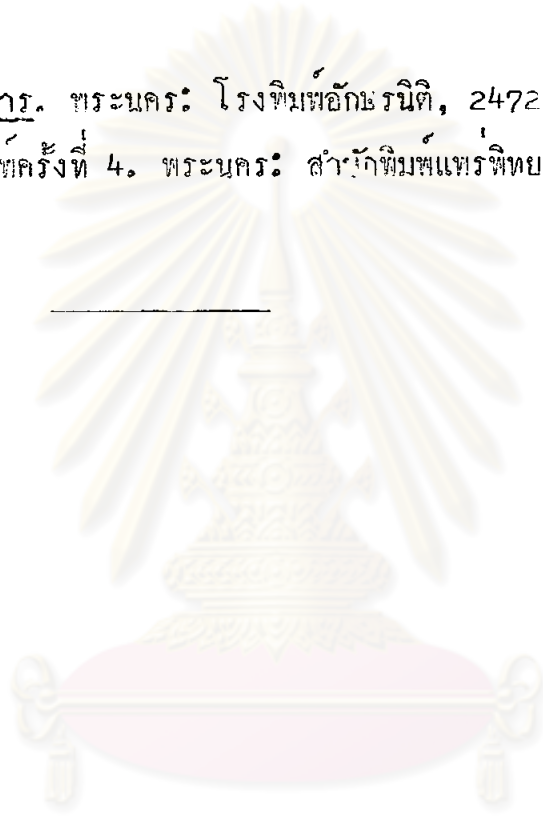 าร. พระนคร: โรงพิมพ์อักษรนิติ, 2472
พ์ครั้งที่ 4. พระนคร: สำนักพิมพ์แพร่พิทย